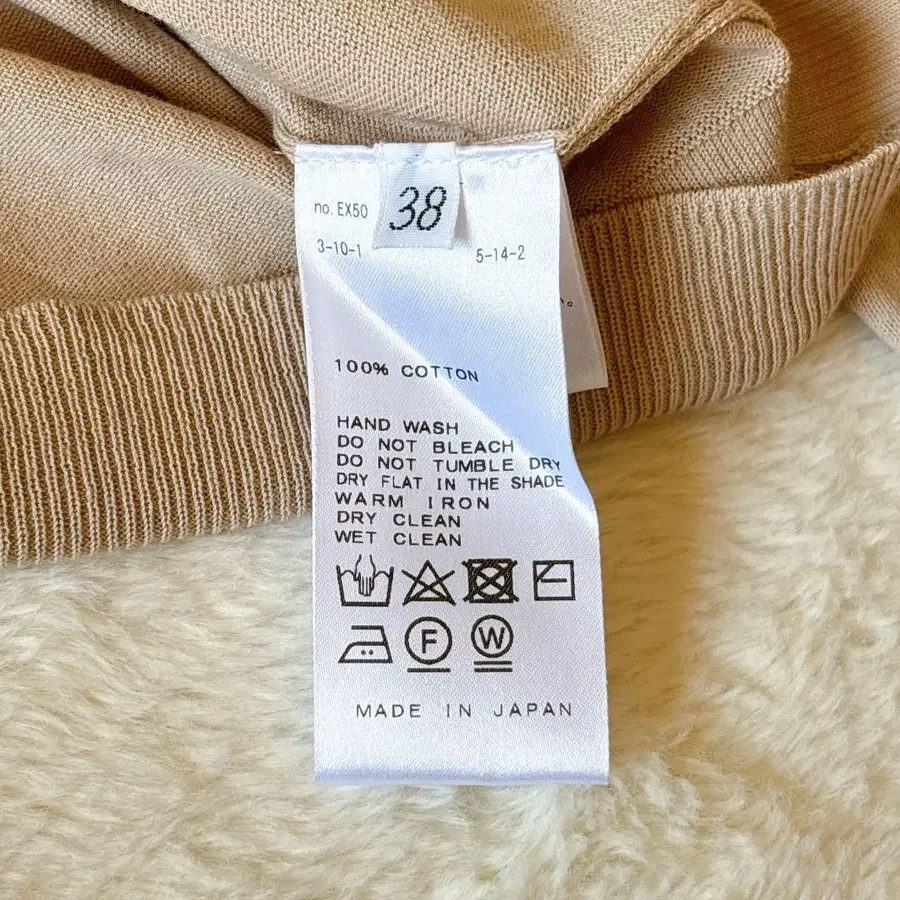 no. EX50
38
3-10-1
5-14-2
100% COTTON
HAND WASH
DO NOT BLEACH
DO NOT TUMBLE DRY
DRY FLAT IN THE SHADE
WARM IRON
DRY CLEAN
WET CLEAN
F
W
MADE IN JAPAN